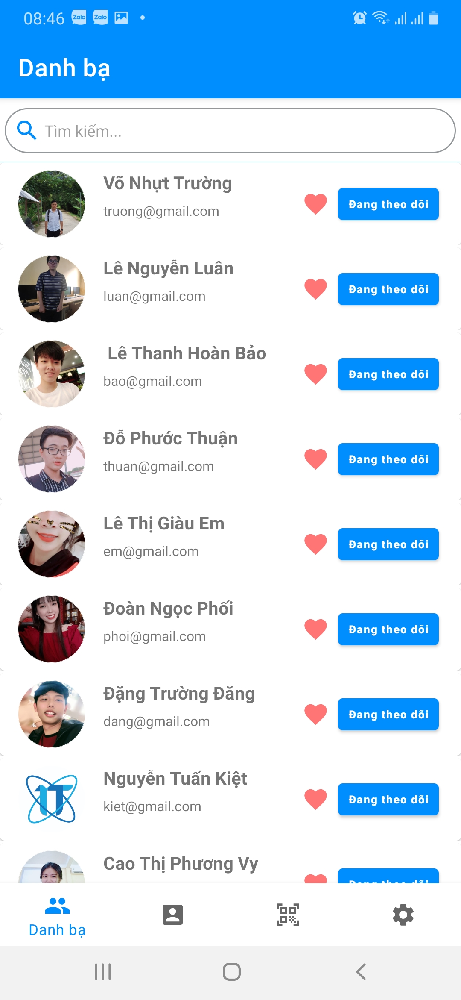 08:46 Zalo Zalo
Danh bạ
Tìm kiếm...
Võ Nhựt Trường
truong@gmail.com
Đang theo dõi
Lê Nguyễn Luân
luan@gmail.com
Đang theo dõi
Lê Thanh Hoàn Bảo
bao@gmail.com
Đang theo dõi
Đỗ Phước Thuận
thuan@gmail.com
Đang theo dõi
Lê Thị Giàu Em
em@gmail.com
Đang theo dõi
Đoàn Ngọc Phối
phoi@gmail.com
Đang theo dõi
Đặng Trường Đăng
dang@gmail.com
Đang theo dõi
IT
Nguyễn Tuấn Kiệt
kiet@gmail.com
Đang theo dõi
Cao Thị Phương Vy
Đang theo dõi
Danh bạ